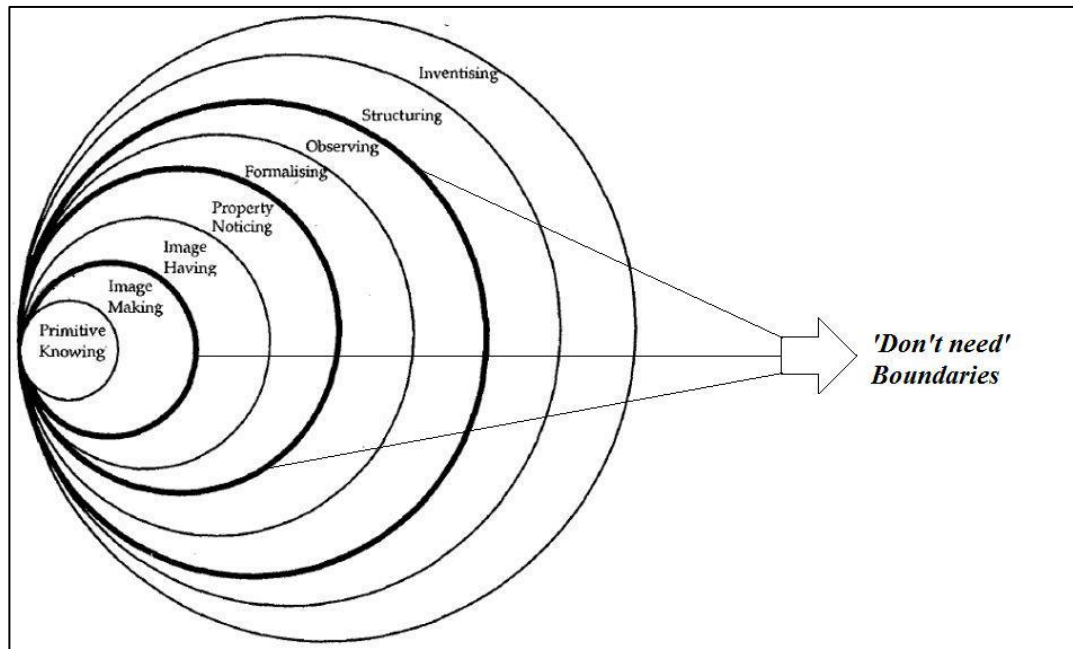 Inventising
Structuring
Observing
Formalising
Property
Noticing
Image
Having
Image
Making
Primitive
Knowing
'Don't need'
Boundaries